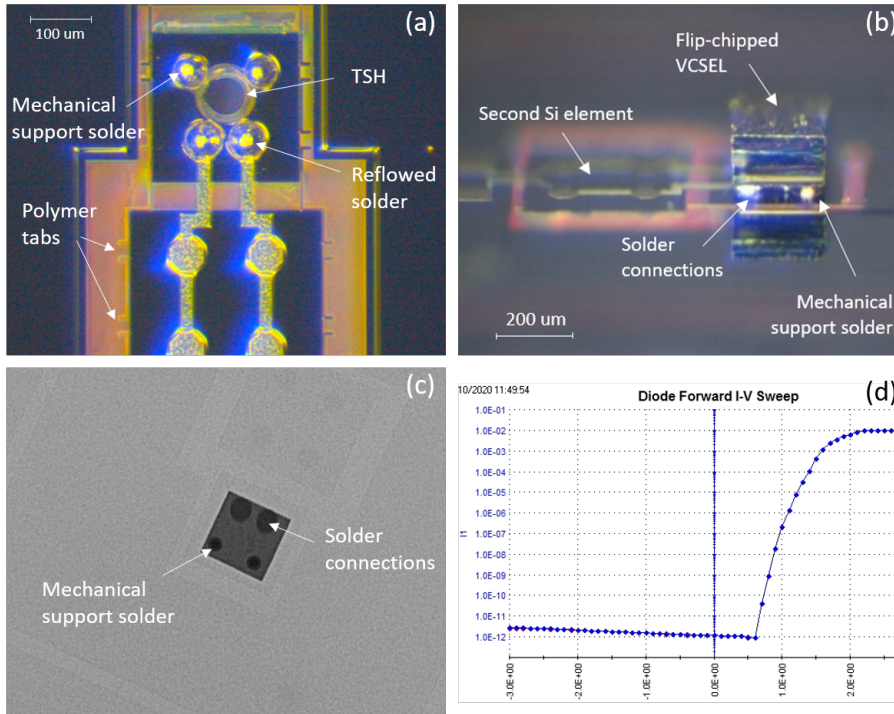 (a)
100 um
TSH
Mechanical
support solder
Reflowed
solder
Polymer
tabs
(b)
Flip-chipped
VCSEL
Second Si element
Solder
connections
Mechanical
support solder
200 um
(c)
Solder
connections
Mechanical
support solder
(d)
10/2020 11:49:54
Diode Forward I-V Sweep
1.0E-01
1.0E-02
1.0E-03
1.0E-04
1.0E-05
1.0E-06
1.0E-07
1.0E-08
1.0E-09
1.0E-10
1.0E-11
1.0E-12
I1
-3.0E+00
-2.0E+00
-1.0E+00
0.0E+00
1.0E+00
2.0E+00